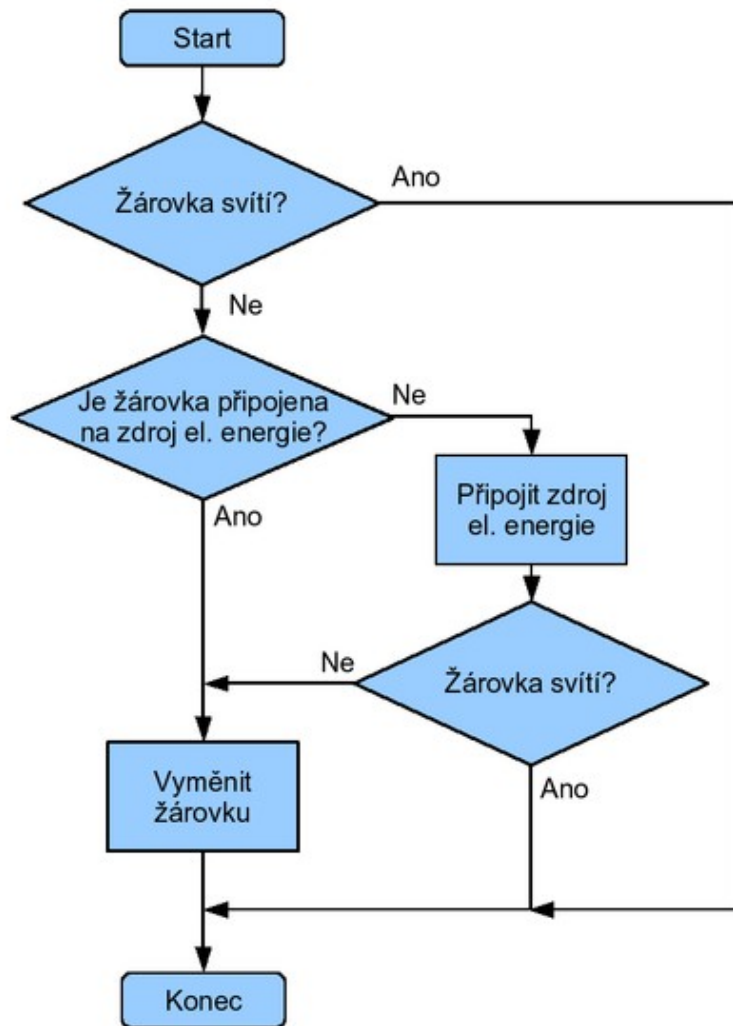 Start
Žárovka svítí?
Ano
Ne
Je žárovka připojena
na zdroj el. energie?
Ne
Ano
Připojit zdroj
el. energie
Žárovka svítí?
Ne
Ano
Vyměnit
žárovku
Konec